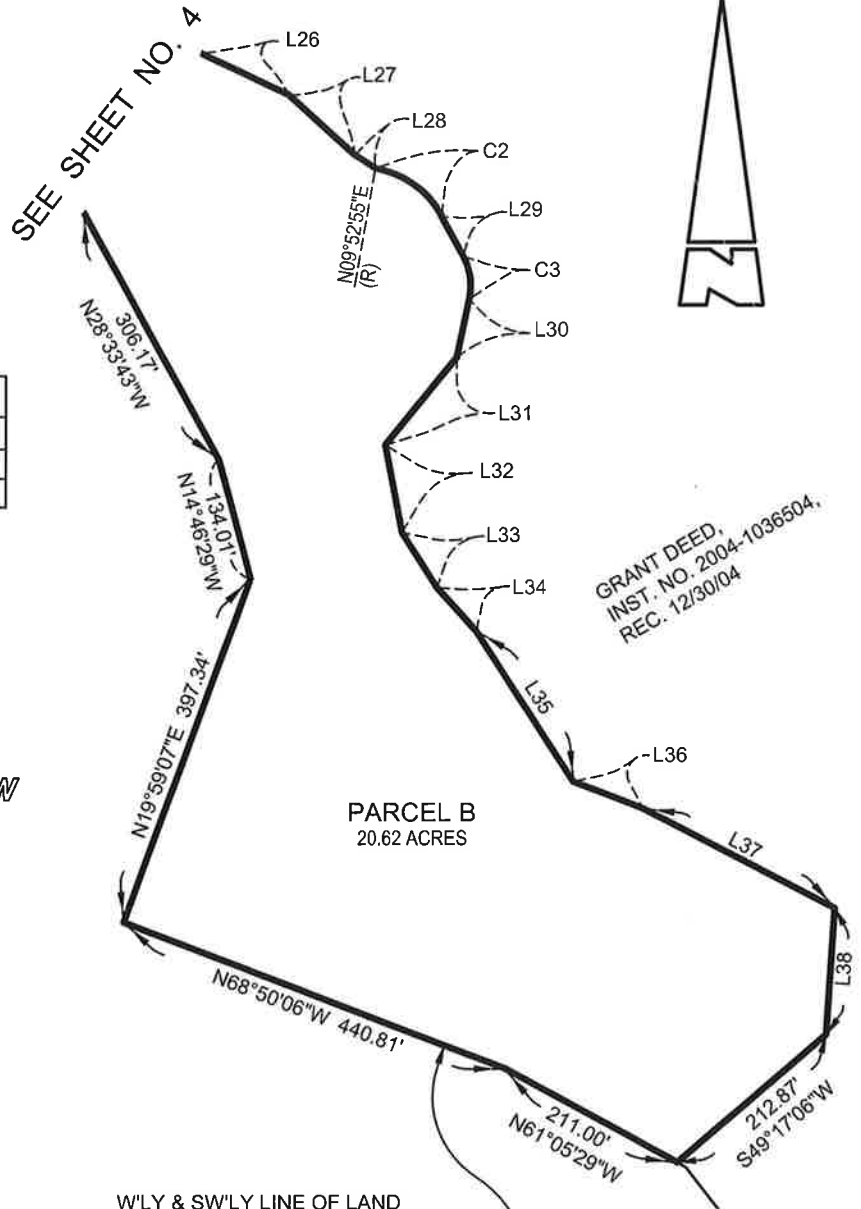 SEE SHEET NO. 4
L26
L27
L28
C2
N09°52'55"E
(R)
L29
C3
L30
L31
L32
L33
L34
N
306.17'
N28°33'43"W
134.01'
N14°46'29"W
GRANT DEED,
INST. NO. 2004-1036504,
REC. 12/30/04
L35
N19°59'07"E 397.34'
L36
W
PARCEL B
20.62 ACRES
L37
L38
N68°50'06"W 440.81'
211.00'
N61°05'29"W
212.87'
S49°17'06"W
W'LY & SW'LY LINE OF LAND